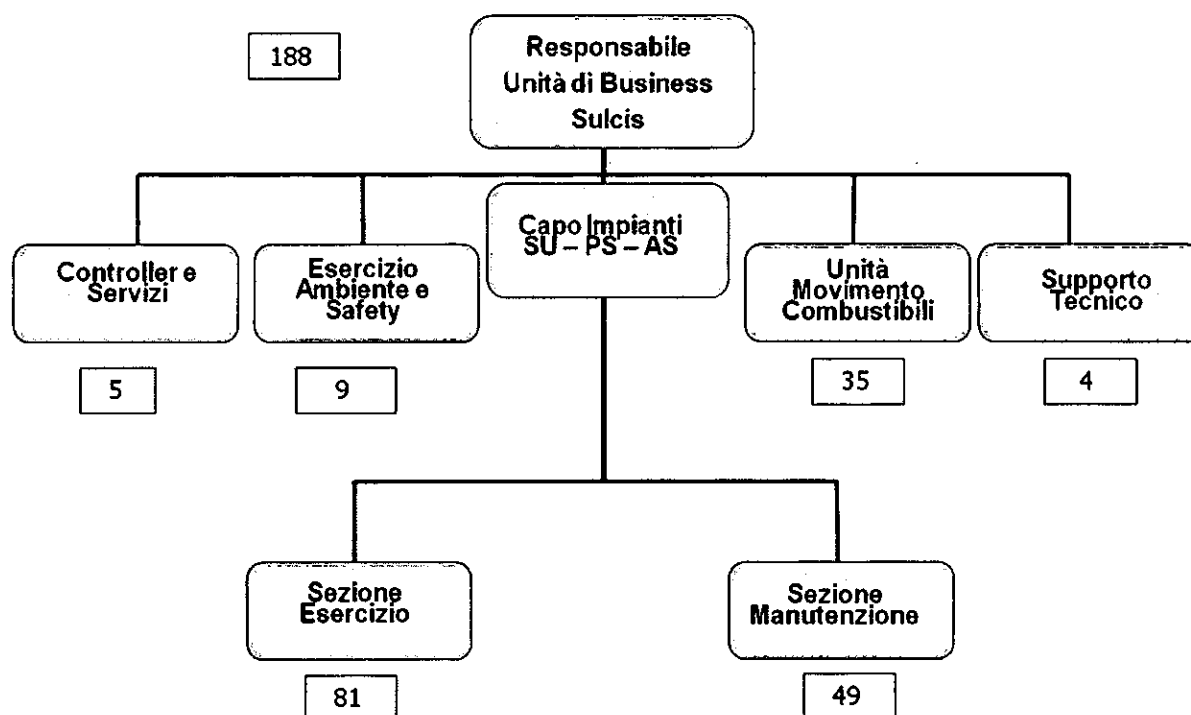 188
Responsabile
Unità di Business
Sulcis
Capo Impianti
SU – PS – AS
Controller e
Servizi
Esercizio
Ambiente e
Safety
Unità
Movimento
Combustibili
Supporto
Tecnico
5
9
35
4
Sezione
Esercizio
Sezione
Manutenzione
81
49